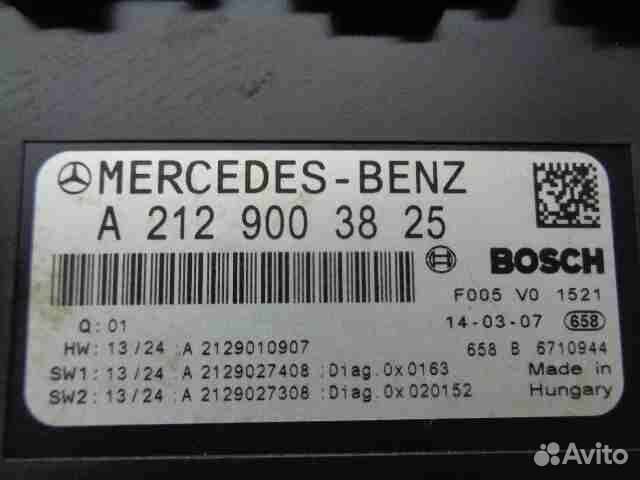 MERCEDES-BENZ
A 212 900 38 25
BOSCH
F005 V0 1521
Q: 01
14-03-07 658
HW: 13/24 :A 2129010907
658 B 6710944
SW1: 13/24 :A 2129027408 :Diag.0x0163
Made in
SW2: 13/24 :A 2129027308 :Diag.0x020152
Hungary
Avito